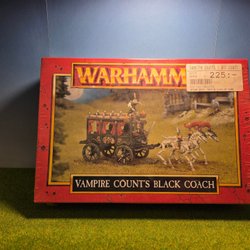 WARHAMM
225:-
VAMPIRE COUNT'S BLACK COACH